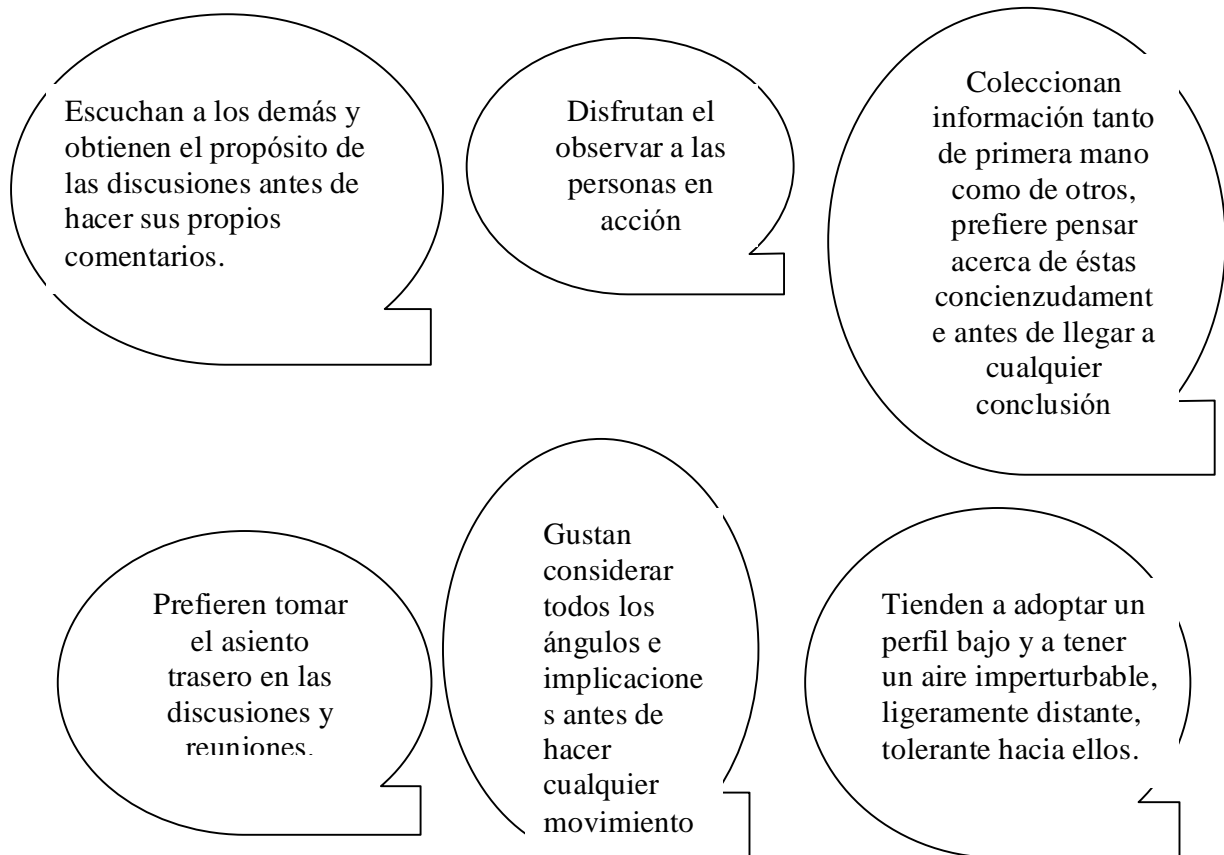 Escuchan a los demás y
obtienen el propósito de
las discusiones antes de
hacer sus propios
comentarios.
Disfrutan el
observar a las
personas en
acción
Coleccionan
información tanto
de primera mano
como de otros,
prefiere pensar
acerca de éstas
concienzudament
e antes de llegar a
cualquier
conclusión
Prefieren tomar
el asiento
trasero en las
discusiones y
reuniones.
Gustan
considerar
todos los
ángulos e
implicacione
s antes de
hacer
cualquier
movimiento
Tienden a adoptar un
perfil bajo y a tener
un aire imperturbable,
ligeramente distante,
tolerante hacia ellos.